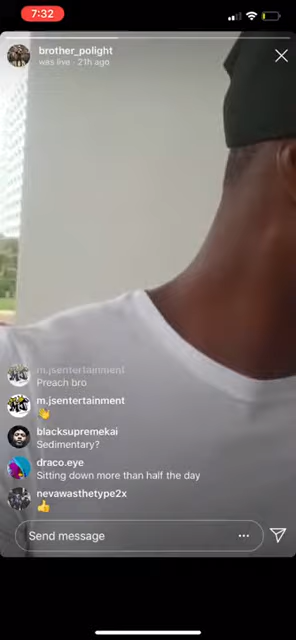 7:32
brother_polight
was live · 21h ago
m.jsentertainment
Preach bro
m.jsentertainment
👋
blacksupremekai
Sedimentary?
draco.eye
Sitting down more than half the day
nevawasthetype2x
👍
Send message